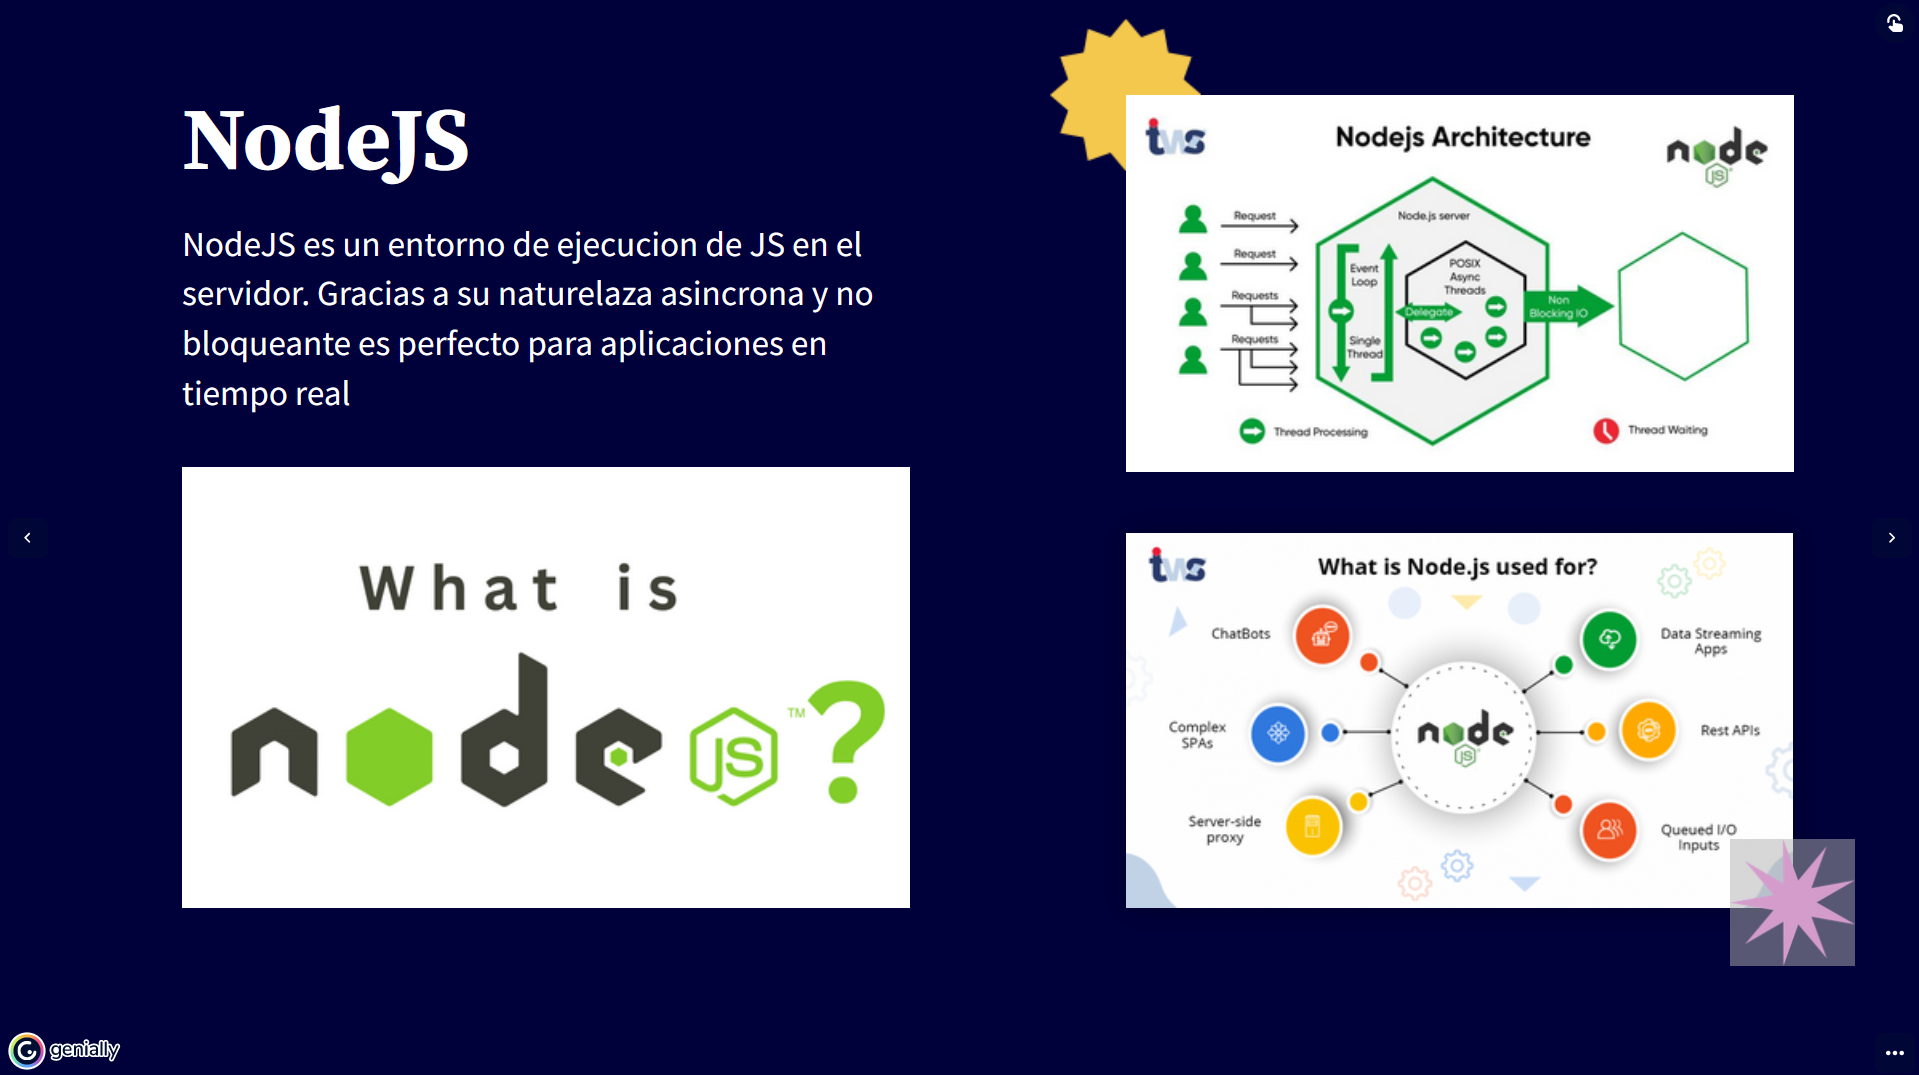 NodeJS
NodeJS es un entorno de ejecucion de JS en el
servidor. Gracias a su naturelaza asincrona y no
bloqueante es perfecto para aplicaciones en
tiempo real
What is
node JS ™ ?
tws
Nodejs Architecture
node
JS
Request
Request
Requests
Requests
Node.js server
Event
Loop
Single
Thread
POSIX
Async
Threads
Delegate
Non
Blocking IO
Thread Processing
Thread Waiting
tws
What is Node.js used for?
ChatBots
Complex
SPAs
Server-side
proxy
node
JS
Data Streaming
Apps
Rest APIs
Queued I/O
Inputs
genially